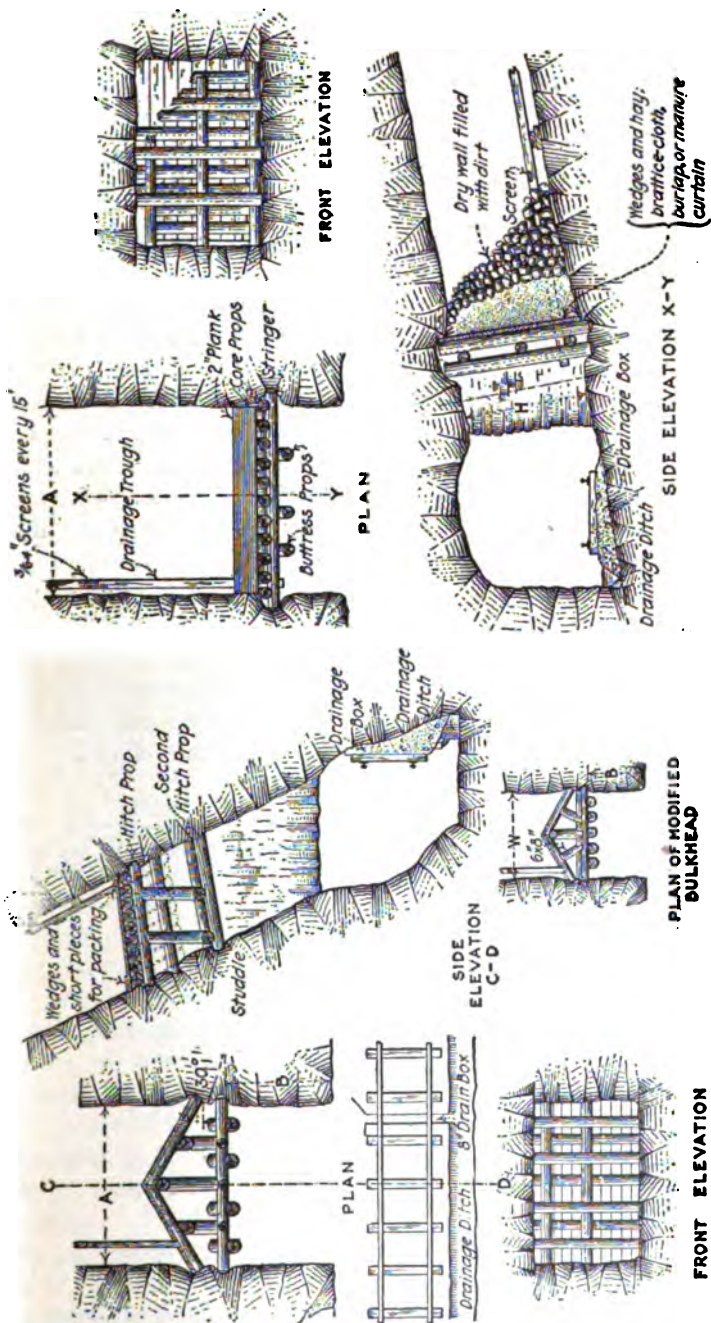 C
A
30°
B
PLAN
Drainage Ditch
8" Drain Box
D
FRONT ELEVATION
Wedges and
short pieces
for packing
Hitch Prop
Second
Hitch Prop
Studdle
Drainage
Box
Drainage
Ditch
SIDE
ELEVATION
C-D
W
B
PLAN OF MODIFIED
BULKHEAD
Screens every 15'
A
X
Drainage Trough
2" Plank
Core Props
Stringer
Buttress Props
Y
PLAN
FRONT ELEVATION
Dry wall filled
with dirt
Screen
H
Drainage Ditch
Drainage Box
Wedges and hay;
brattice-cloth,
burlap, or manure
curtain
SIDE ELEVATION X-Y